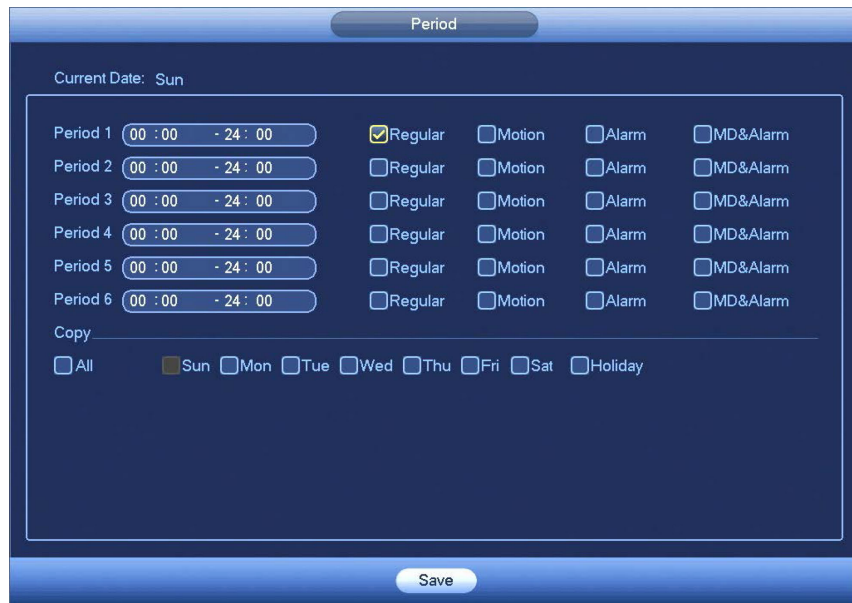 Period
Current Date: Sun
Period 1 00 :00 - 24 : 00 Regular Motion Alarm MD&Alarm
Period 2 00 :00 - 24 : 00 Regular Motion Alarm MD&Alarm
Period 3 00 :00 - 24 : 00 Regular Motion Alarm MD&Alarm
Period 4 00 :00 - 24 : 00 Regular Motion Alarm MD&Alarm
Period 5 00 :00 - 24 : 00 Regular Motion Alarm MD&Alarm
Period 6 00 :00 - 24 : 00 Regular Motion Alarm MD&Alarm
Copy
All Sun Mon Tue Wed Thu Fri Sat Holiday
Save